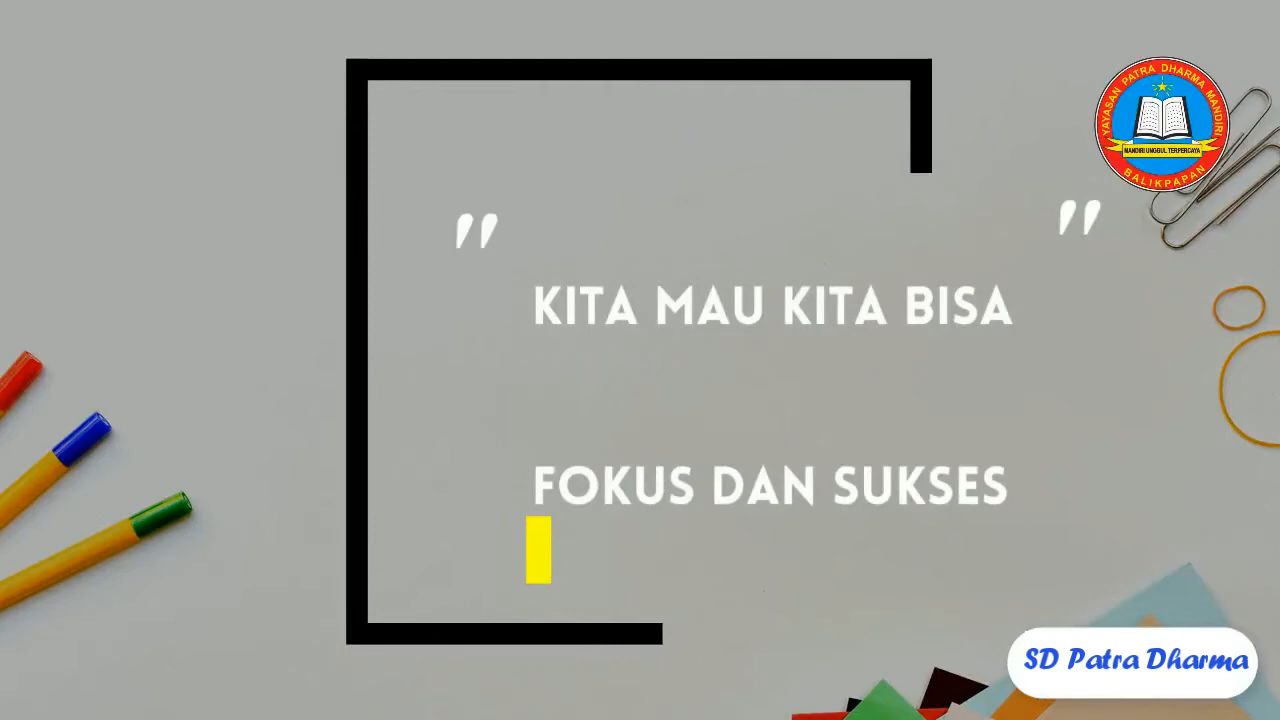 YAYASAN PATRA DHARMA MANDIRI
MANDIRI UNGGUL TERPERCAYA
BALIKPAPAN
" "
KITA MAU KITA BISA
FOKUS DAN SUKSES
SD Patra Dharma